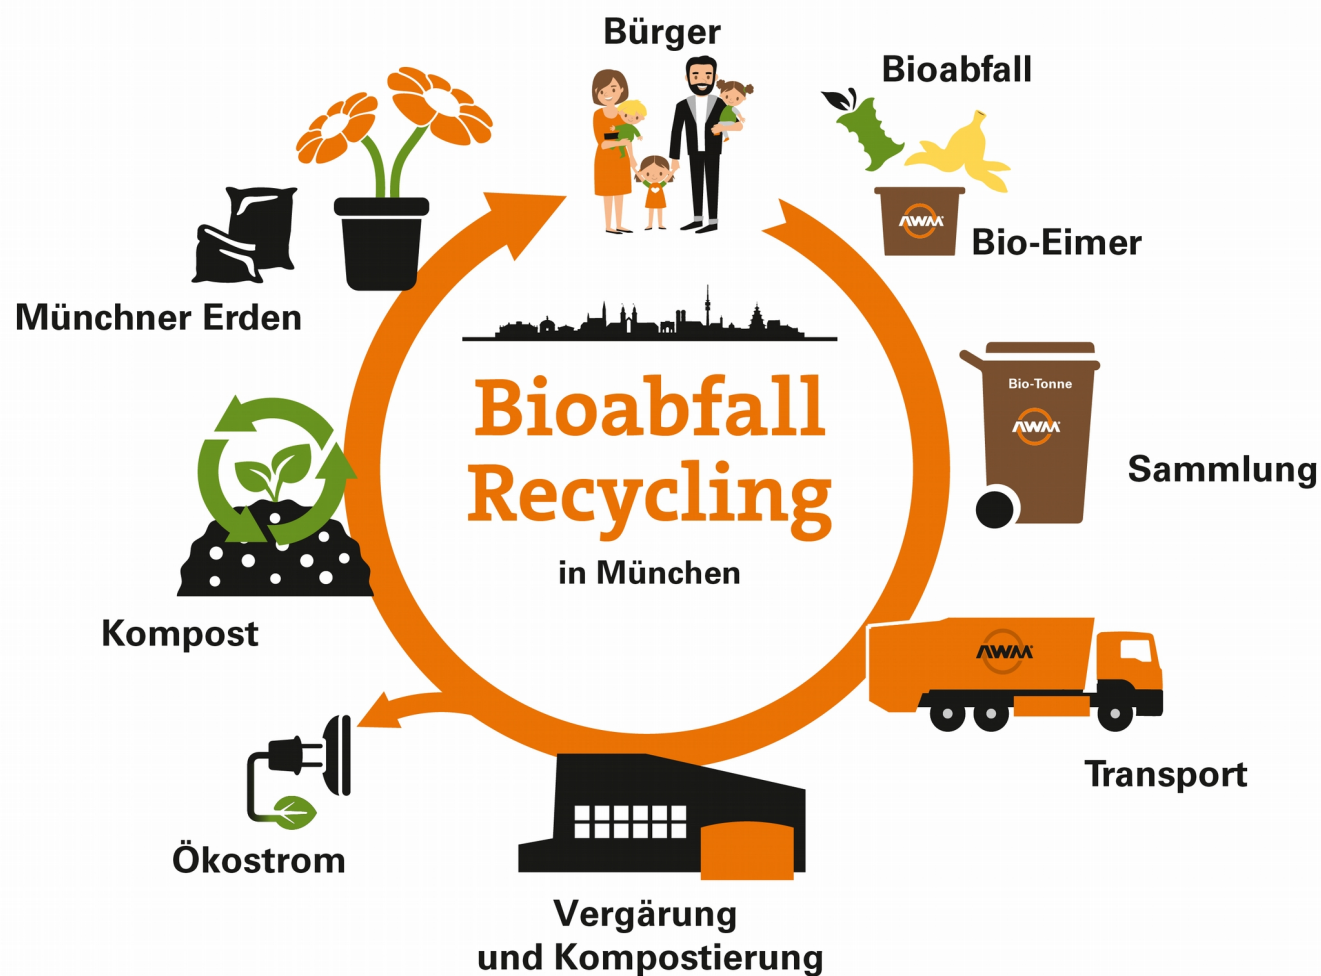 Bürger
Bioabfall
AWM
Bio-Eimer
Münchner Erden
Bioabfall
Recycling
in München
Bio-Tonne
AWM
Sammlung
Kompost
AWM
Transport
Ökostrom
Vergärung
und Kompostierung